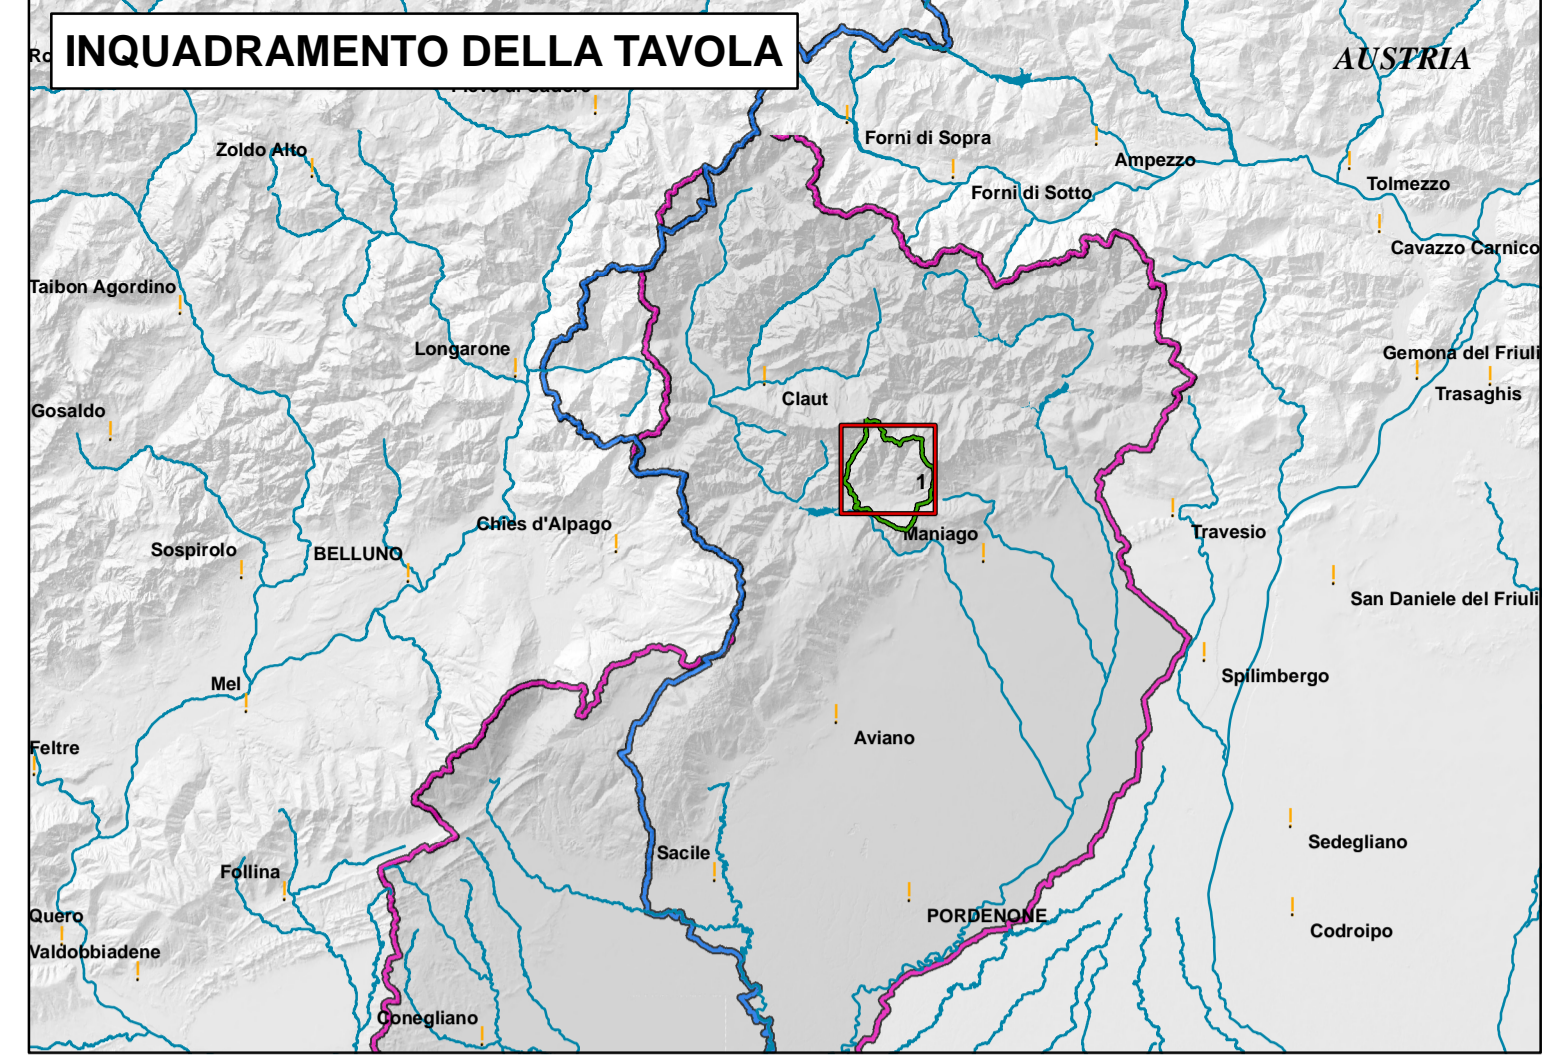 INQUADRAMENTO DELLA TAVOLA
AUSTRIA
Forni di Sopra
Zoldo Alto
Ampezzo
Tolmezzo
Forni di Sotto
Cavazzo Carnico
Taibon Agordino
Longarone
Gemona del Friuli
Trasaghis
Claut
Gosaldo
1
Chies d'Alpago
Maniago
Travesio
Sospirolo
BELLUNO
San Daniele del Friuli
Spilimbergo
Mel
Aviano
Feltre
Sedegliano
Sacile
Follina
Quero
PORDENONE
Codroipo
Valdobbiadene
Conegliano